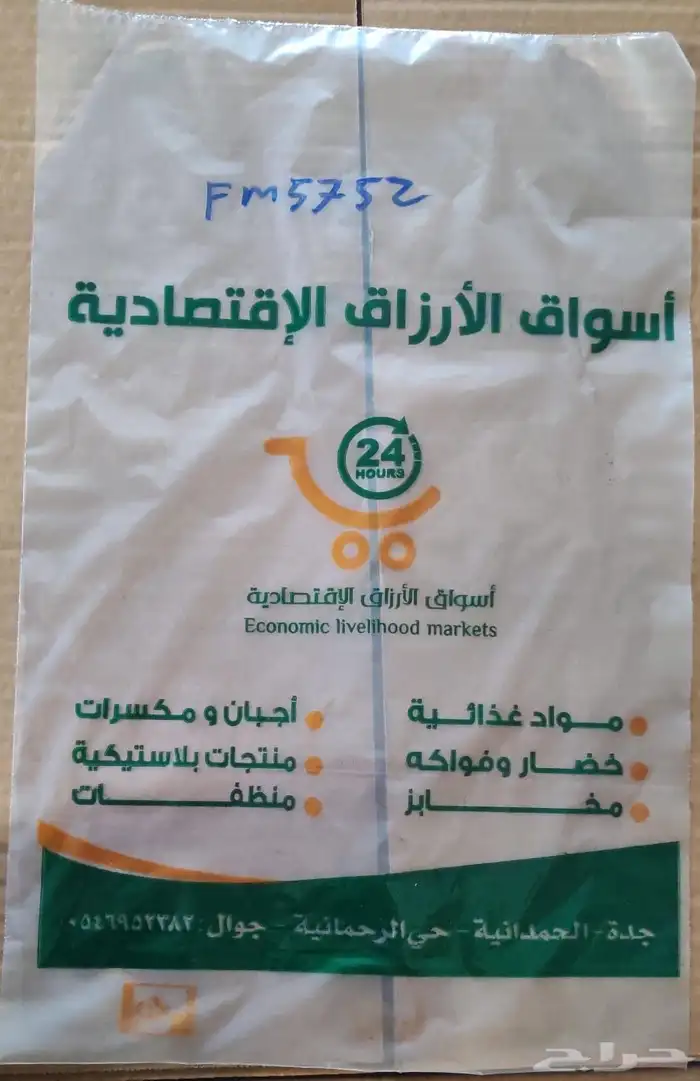 FM5752
أسواق الأرزاق الإقتصادية
24
HOURS
أسواق الأرزاق الإقتصادية
Economic livelihood markets
مواد غذائية
خضار وفواكه
مخابز
أجبان و مكسرات
منتجات بلاستيكية
منظفات
جدة - الحمدانية - حي الرحمانية - جوال: ٠٥٤٦٩٥٢٣٨٢
حراج